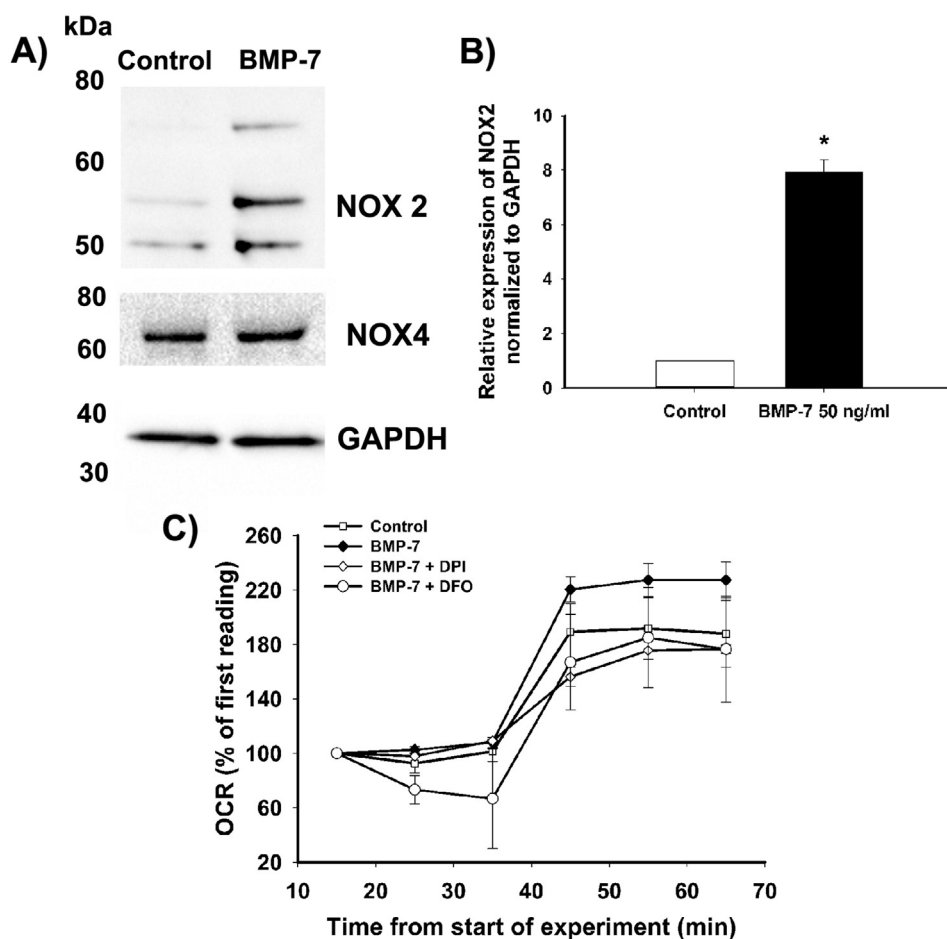 A)
kDa
Control BMP-7
80
60
50
NOX 2
80
60
NOX4
40
30
GAPDH
B)
Relative expression of NOX2
normalized to GAPDH
10
8
6
4
2
0
*
Control BMP-7 50 ng/ml
C)
Control
BMP-7
BMP-7 + DPI
BMP-7 + DFO
OCR (% of first reading)
260
220
180
140
100
60
20
10 20 30 40 50 60 70
Time from start of experiment (min)